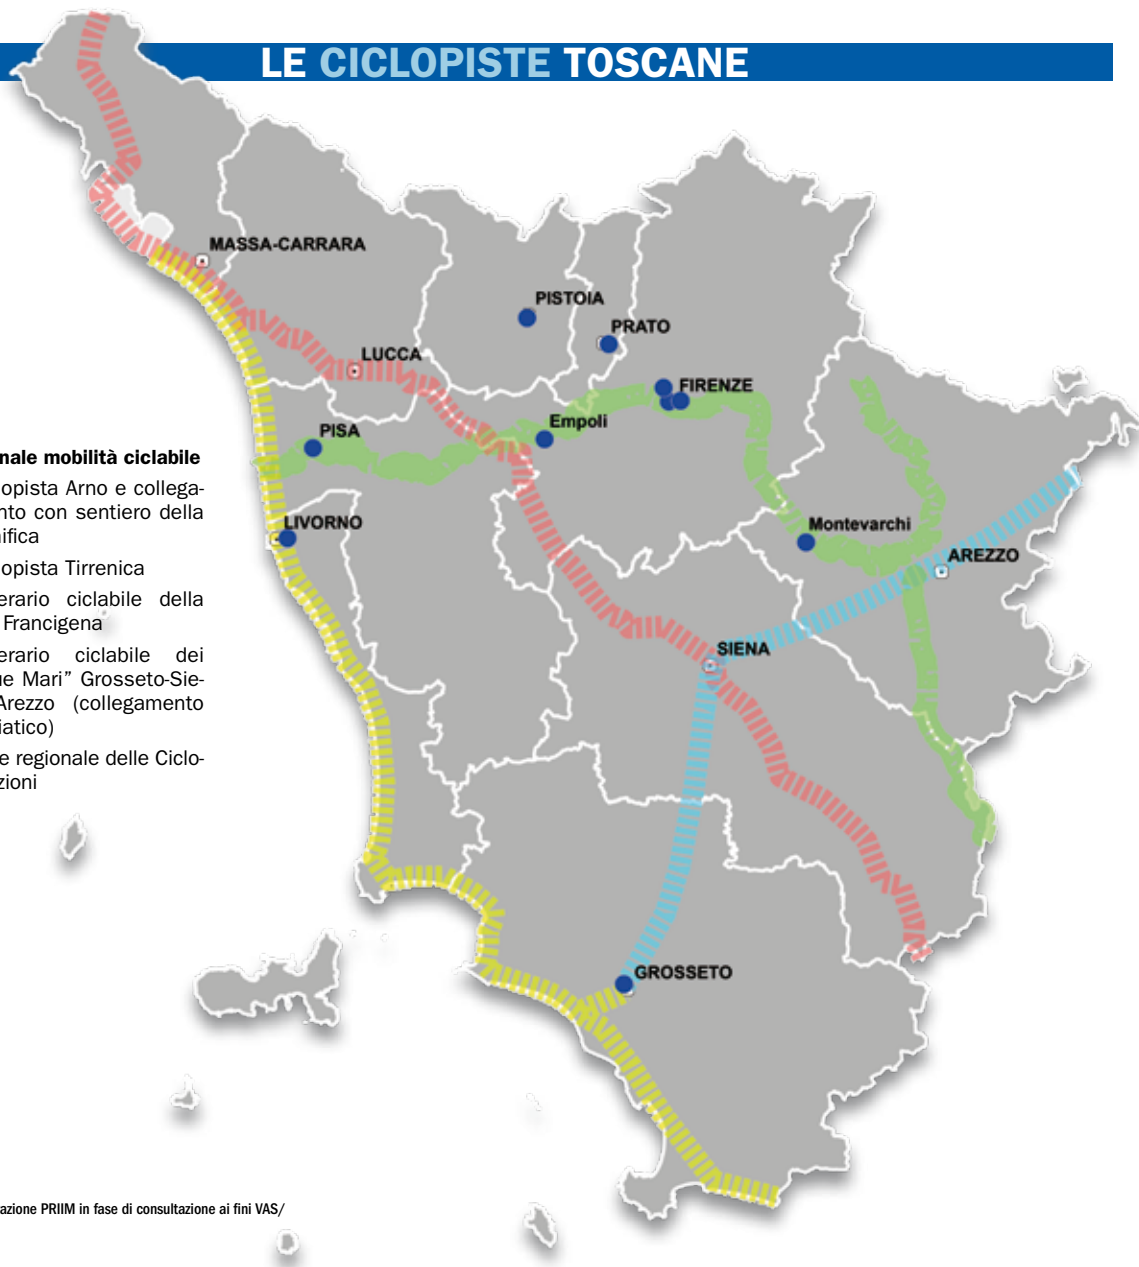 LE CICLOPISTE TOSCANE
MASSA-CARRARA
PISTOIA
PRATO
LUCCA
FIRENZE
Empoli
PISA
nale mobilità ciclabile
opista Arno e collega-
nto con sentiero della
nifica
LIVORNO
Montevarchi
AREZZO
opista Tirrenica
erario ciclabile della
Francigena
erario ciclabile dei
ue Mari” Grosseto-Sie-
Arezzo (collegamento
iatico)
SIENA
e regionale delle Ciclo-
zioni
GROSSETO
azione PRIIM in fase di consultazione ai fini VAS/